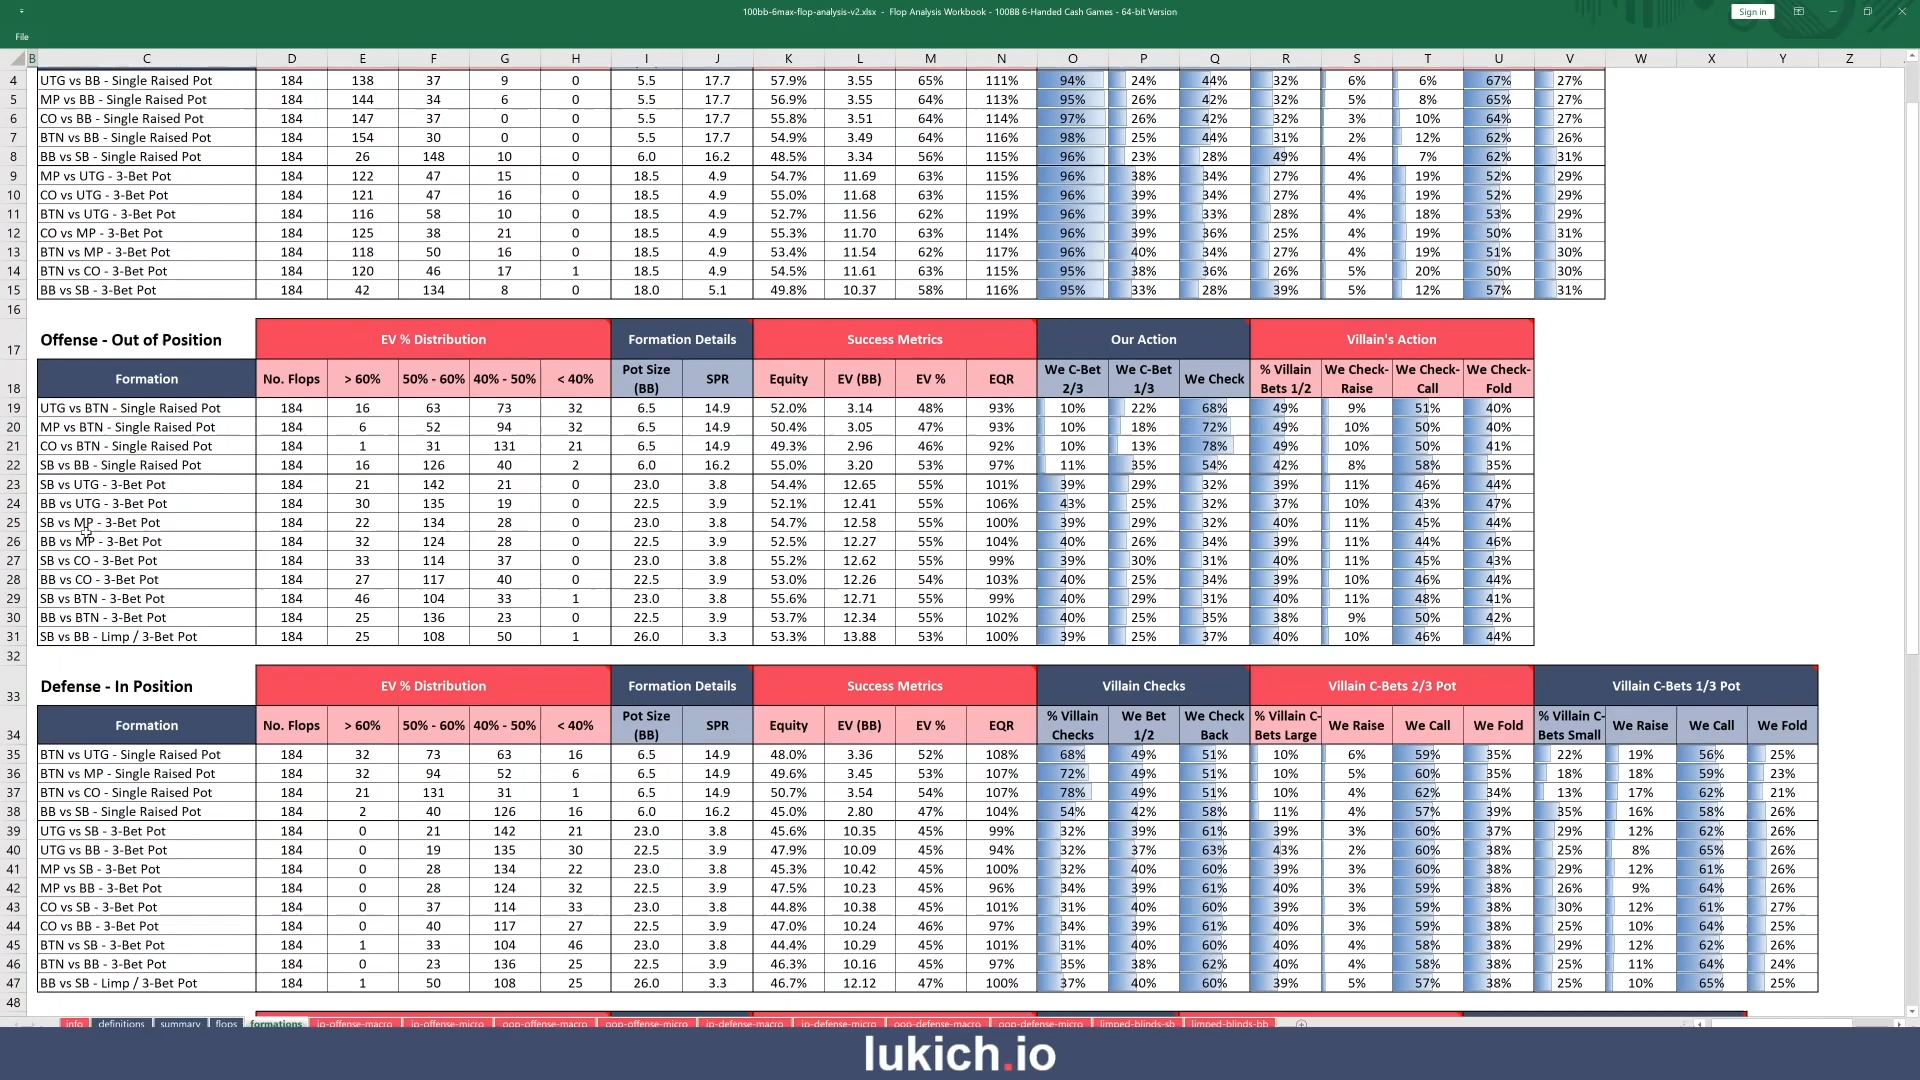 100bb-6max-flop-analysis-v2.xlsx - Flop Analysis Workbook - 100BB 6-Handed Cash Games - 64-bit Version
Sign in
File
B C D E F G H I J K L M N O P Q R S T U V W X Y Z
4 UTG vs BB - Single Raised Pot 184 138 37 9 0 5.5 17.7 57.9% 3.55 65% 111% 94% 24% 44% 32% 6% 6% 67% 27%
5 MP vs BB - Single Raised Pot 184 144 34 6 0 5.5 17.7 56.9% 3.55 64% 113% 95% 26% 42% 32% 5% 8% 65% 27%
6 CO vs BB - Single Raised Pot 184 147 37 0 0 5.5 17.7 55.8% 3.51 64% 114% 97% 26% 42% 32% 3% 10% 64% 27%
7 BTN vs BB - Single Raised Pot 184 154 30 0 0 5.5 17.7 54.9% 3.49 64% 116% 98% 25% 44% 31% 2% 12% 62% 26%
8 BB vs SB - Single Raised Pot 184 26 148 10 0 6.0 16.2 48.5% 3.34 56% 115% 96% 23% 28% 49% 4% 7% 62% 31%
9 MP vs UTG - 3-Bet Pot 184 122 47 15 0 18.5 4.9 54.7% 11.69 63% 115% 96% 38% 34% 27% 4% 19% 52% 29%
10 CO vs UTG - 3-Bet Pot 184 121 47 16 0 18.5 4.9 55.0% 11.68 63% 115% 96% 39% 34% 27% 4% 19% 52% 29%
11 BTN vs UTG - 3-Bet Pot 184 116 58 10 0 18.5 4.9 52.7% 11.56 62% 119% 96% 39% 33% 28% 4% 18% 53% 29%
12 CO vs MP - 3-Bet Pot 184 125 38 21 0 18.5 4.9 55.3% 11.70 63% 114% 96% 39% 36% 25% 4% 19% 50% 31%
13 BTN vs MP - 3-Bet Pot 184 118 50 16 0 18.5 4.9 53.4% 11.54 62% 117% 96% 40% 34% 27% 4% 19% 51% 30%
14 BTN vs CO - 3-Bet Pot 184 120 46 17 1 18.5 4.9 54.5% 11.61 63% 115% 95% 38% 36% 26% 5% 20% 50% 30%
15 BB vs SB - 3-Bet Pot 184 42 134 8 0 18.0 5.1 49.8% 10.37 58% 116% 95% 33% 28% 39% 5% 12% 57% 31%
16
17 Offense - Out of Position EV % Distribution Formation Details Success Metrics Our Action Villain's Action
18 Formation No. Flops > 60% 50% - 60% 40% - 50% < 40% Pot Size (BB) SPR Equity EV (BB) EV % EQR We C-Bet 2/3 We C-Bet 1/3 We Check % Villain Bets 1/2 We Check-Raise We Check-Call We Check-Fold
19 UTG vs BTN - Single Raised Pot 184 16 63 73 32 6.5 14.9 52.0% 3.14 48% 93% 10% 22% 68% 49% 9% 51% 40%
20 MP vs BTN - Single Raised Pot 184 6 52 94 32 6.5 14.9 50.4% 3.05 47% 93% 10% 18% 72% 49% 10% 50% 40%
21 CO vs BTN - Single Raised Pot 184 1 31 131 21 6.5 14.9 49.3% 2.96 46% 92% 10% 13% 78% 49% 10% 50% 41%
22 SB vs BB - Single Raised Pot 184 16 126 40 2 6.0 16.2 55.0% 3.20 53% 97% 11% 35% 54% 42% 8% 58% 35%
23 SB vs UTG - 3-Bet Pot 184 21 142 21 0 23.0 3.8 54.4% 12.65 55% 101% 39% 29% 32% 39% 11% 46% 44%
24 BB vs UTG - 3-Bet Pot 184 30 135 19 0 22.5 3.9 52.1% 12.41 55% 106% 43% 25% 32% 37% 10% 43% 47%
25 SB vs MP - 3-Bet Pot 184 22 134 28 0 23.0 3.8 54.7% 12.58 55% 100% 39% 29% 32% 40% 11% 45% 44%
26 BB vs MP - 3-Bet Pot 184 32 124 28 0 22.5 3.9 52.5% 12.27 55% 104% 40% 26% 34% 39% 11% 44% 46%
27 SB vs CO - 3-Bet Pot 184 33 114 37 0 23.0 3.8 55.2% 12.62 55% 99% 39% 30% 31% 40% 11% 45% 43%
28 BB vs CO - 3-Bet Pot 184 27 117 40 0 22.5 3.9 53.0% 12.26 54% 103% 40% 25% 34% 39% 10% 46% 44%
29 SB vs BTN - 3-Bet Pot 184 46 104 33 1 23.0 3.8 55.6% 12.71 55% 99% 40% 29% 31% 40% 11% 48% 41%
30 BB vs BTN - 3-Bet Pot 184 25 136 23 0 22.5 3.9 53.7% 12.34 55% 102% 40% 25% 35% 38% 9% 50% 42%
31 SB vs BB - Limp / 3-Bet Pot 184 25 108 50 1 26.0 3.3 53.3% 13.88 53% 100% 39% 25% 37% 40% 10% 46% 44%
32
33 Defense - In Position EV % Distribution Formation Details Success Metrics Villain Checks Villain C-Bets 2/3 Pot Villain C-Bets 1/3 Pot
34 Formation No. Flops > 60% 50% - 60% 40% - 50% < 40% Pot Size (BB) SPR Equity EV (BB) EV % EQR % Villain Checks We Bet 1/2 We Check Back % Villain C-Bets Large We Raise We Call We Fold % Villain C-Bets Small We Raise We Call We Fold
35 BTN vs UTG - Single Raised Pot 184 32 73 63 16 6.5 14.9 48.0% 3.36 52% 108% 68% 49% 51% 10% 6% 59% 35% 22% 19% 56% 25%
36 BTN vs MP - Single Raised Pot 184 32 94 52 6 6.5 14.9 49.6% 3.45 53% 107% 72% 49% 51% 10% 5% 60% 35% 18% 18% 59% 23%
37 BTN vs CO - Single Raised Pot 184 21 131 31 1 6.5 14.9 50.7% 3.54 54% 107% 78% 49% 51% 10% 4% 62% 34% 13% 17% 62% 21%
38 BB vs SB - Single Raised Pot 184 2 40 126 16 6.0 16.2 45.0% 2.80 47% 104% 54% 42% 58% 11% 4% 57% 39% 35% 16% 58% 26%
39 UTG vs SB - 3-Bet Pot 184 0 21 142 21 23.0 3.8 45.6% 10.35 45% 99% 32% 39% 61% 39% 3% 60% 37% 29% 12% 62% 26%
40 UTG vs BB - 3-Bet Pot 184 0 19 135 30 22.5 3.9 47.9% 10.09 45% 94% 32% 37% 63% 43% 2% 60% 38% 25% 8% 65% 26%
41 MP vs SB - 3-Bet Pot 184 0 28 134 22 23.0 3.8 45.3% 10.42 45% 100% 32% 40% 60% 39% 3% 60% 38% 29% 12% 61% 26%
42 MP vs BB - 3-Bet Pot 184 0 28 124 32 22.5 3.9 47.5% 10.23 45% 96% 34% 39% 61% 40% 3% 59% 38% 26% 9% 64% 26%
43 CO vs SB - 3-Bet Pot 184 0 37 114 33 23.0 3.8 44.8% 10.38 45% 101% 31% 40% 60% 39% 3% 59% 38% 30% 12% 61% 27%
44 CO vs BB - 3-Bet Pot 184 0 40 117 27 22.5 3.9 47.0% 10.24 46% 97% 34% 39% 61% 40% 3% 59% 38% 25% 10% 64% 25%
45 BTN vs SB - 3-Bet Pot 184 1 33 104 46 23.0 3.8 44.4% 10.29 45% 101% 31% 40% 60% 40% 4% 58% 38% 29% 12% 62% 26%
46 BTN vs BB - 3-Bet Pot 184 0 23 136 25 22.5 3.9 46.3% 10.16 45% 97% 35% 38% 62% 40% 4% 58% 38% 25% 11% 64% 24%
47 BB vs SB - Limp / 3-Bet Pot 184 1 50 108 25 26.0 3.3 46.7% 12.12 47% 100% 37% 40% 60% 39% 5% 57% 38% 25% 10% 65% 25%
48
info definitions summary flops formations ip-offense-macro ip-offense-micro oop-offense-macro oop-offense-micro ip-defense-macro ip-defense-micro oop-defense-macro oop-defense-micro limped-blinds-sb limped-blinds-bb
lukich.io